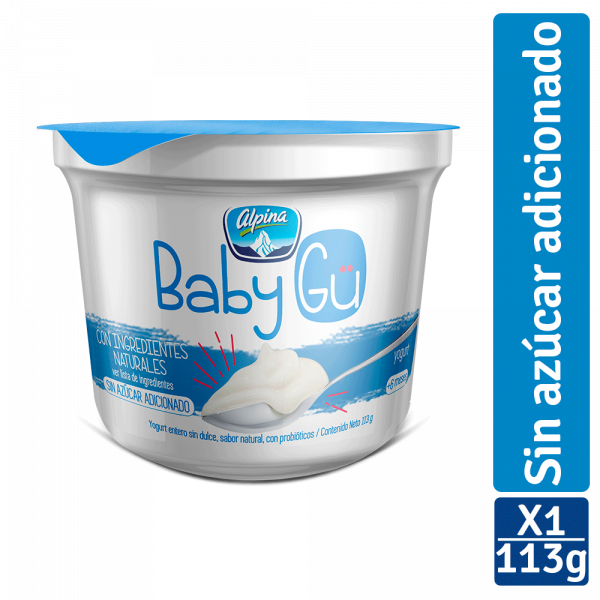 alpina
Baby Gü
CON INGREDIENTES
NATURALES
ver lista de ingredientes
SIN AZÚCAR ADICIONADO
yogurt
+6 meses
Yogurt entero sin dulce, sabor natural, con probióticos / Contenido Neto 113 g
Sin azúcar adicionado
X1
113g